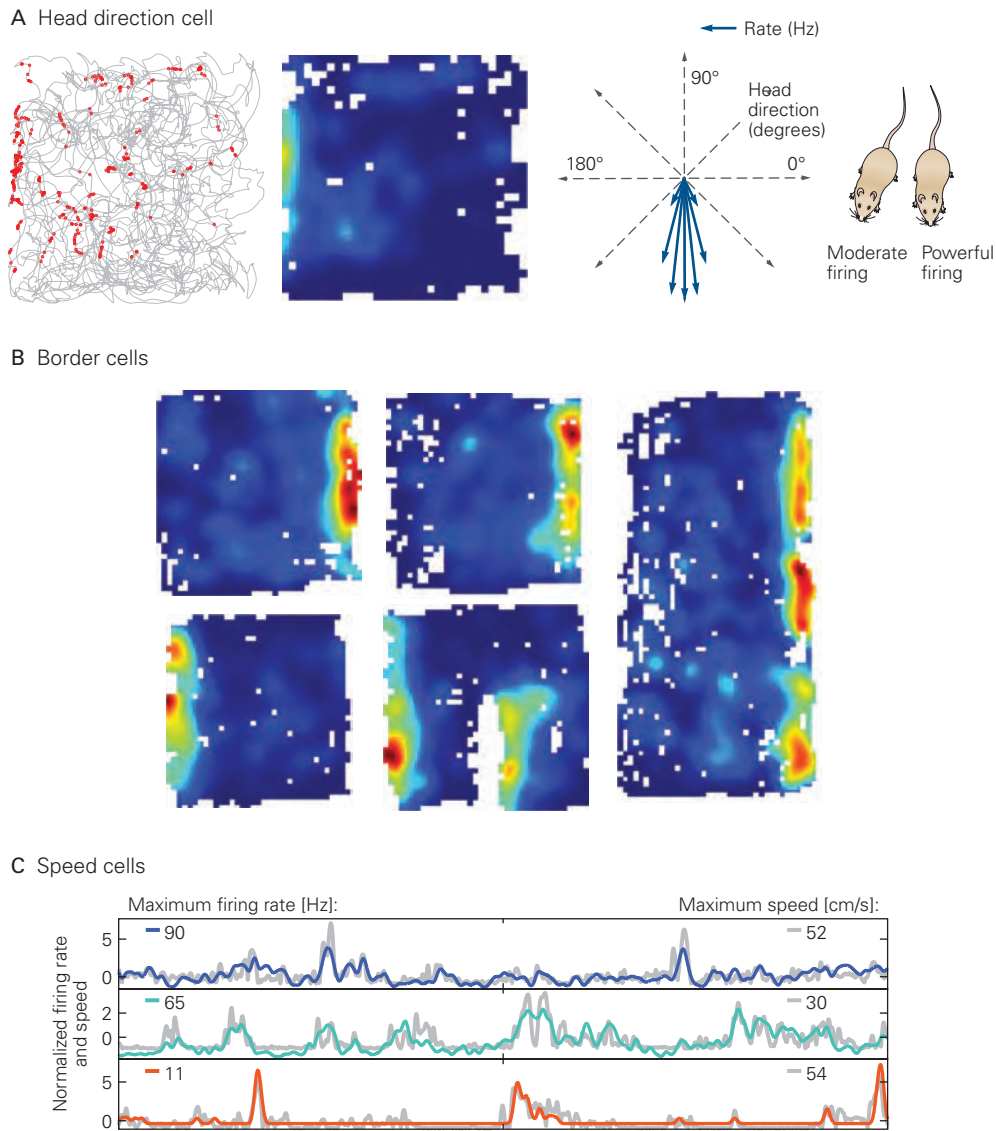 A Head direction cell
Rate (Hz)
90°
Head
direction
(degrees)
180°
0°
Moderate
firing
Powerful
firing
B Border cells
C Speed cells
Maximum firing rate [Hz]:
Maximum speed [cm/s]:
Normalized firing rate
and speed
5
0
90
52
2
0
65
30
5
0
11
54